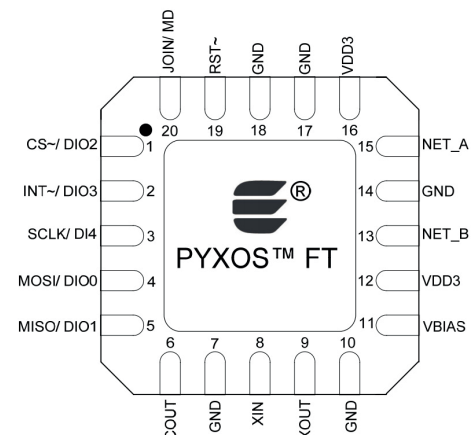 JOIN/ MD
RST~
GND
GND
VDD3
20 19 18 17 16
CS~/ DIO2 1
INT~/ DIO3 2
SCLK/ DI4 3
MOSI/ DIO0 4
MISO/ DIO1 5
®
PYXOS™ FT
15 NET_A
14 GND
13 NET_B
12 VDD3
11 VBIAS
6 7 8 9 10
COUT
GND
XIN
XOUT
GND